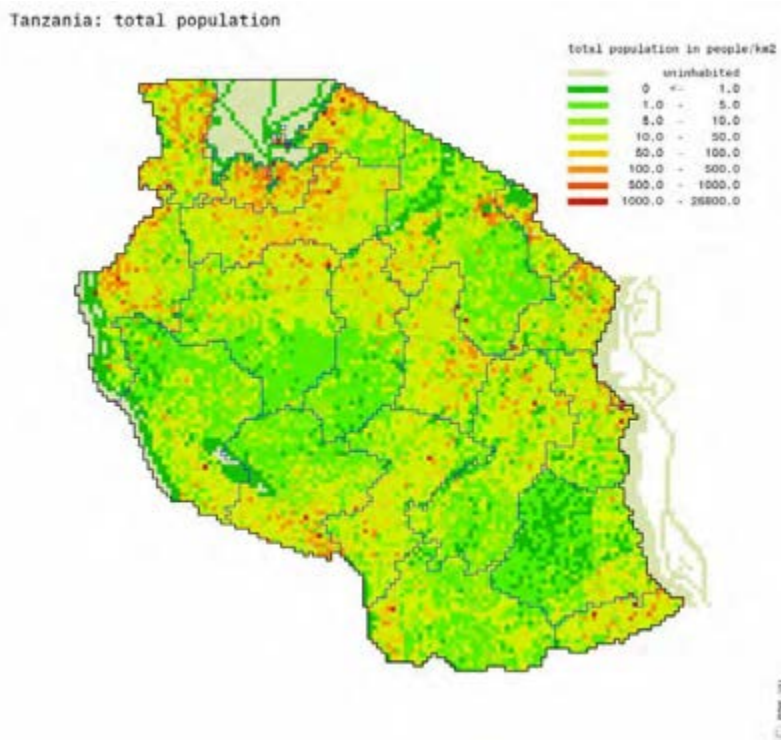 Tanzania: total population
total population in people/km2
uninhabited
0 <- 1.0
1.0 - 5.0
5.0 - 10.0
10.0 - 50.0
50.0 - 100.0
100.0 - 500.0
500.0 - 1000.0
1000.0 - 26800.0